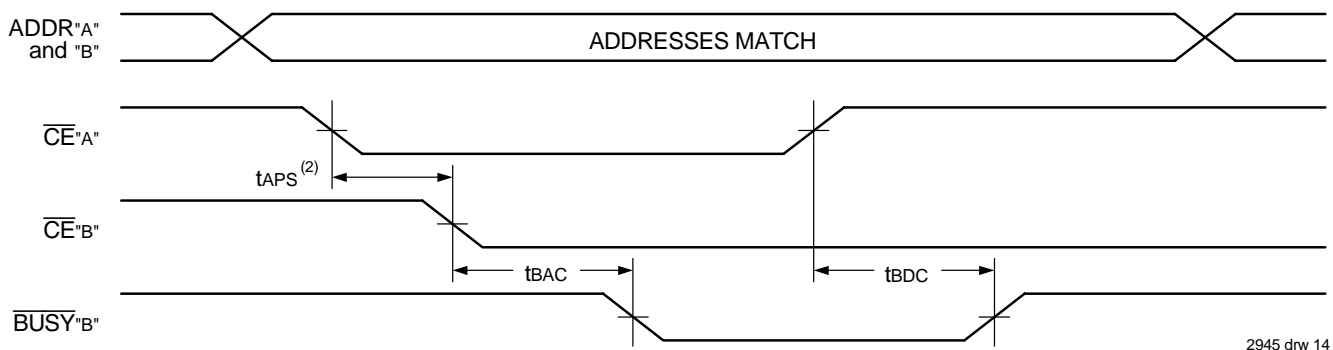 ADDR"A"
and "B"
ADDRESSES MATCH
CE"A"
tAPS(2)
CE"B"
tBAC
tBDC
BUSY"B"
2945 drw 14